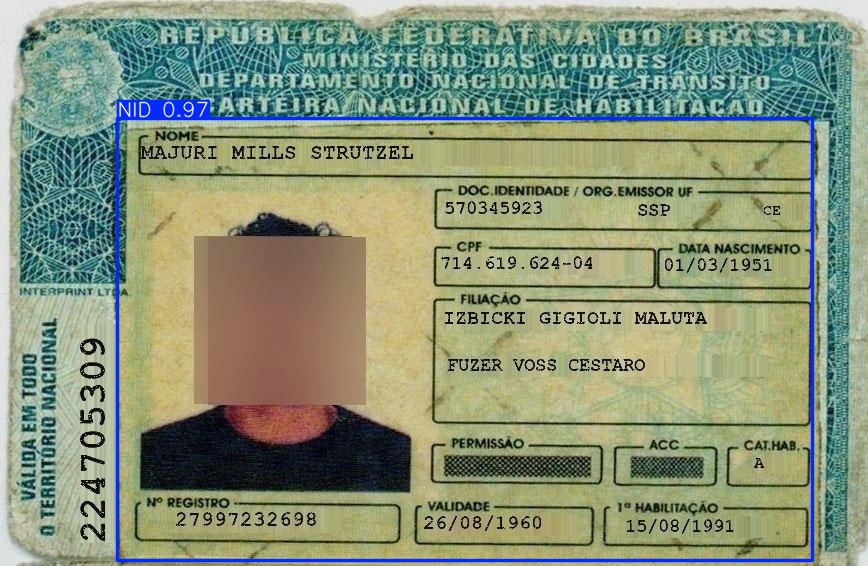 REPÚBLICA FEDERATIVA DO BRASIL
MINISTÉRIO DAS CIDADES
DEPARTAMENTO NACIONAL DE TRÂNSITO
CARTEIRA NACIONAL DE HABILITAÇÃO
NID 0.97
NOME
MAJURI MILLS STRUTZEL
DOC.IDENTIDADE / ORG.EMISSOR UF
570345923 SSP CE
CPF
714.619.624-04
DATA NASCIMENTO
01/03/1951
FILIAÇÃO
IZBICKI GIGIOLI MALUTA
FUZER VOSS CESTARO
PERMISSÃO
ACC
CAT.HAB.
A
Nº REGISTRO
27997232698
VALIDADE
26/08/1960
1ª HABILITAÇÃO
15/08/1991
INTERPRINT LTDA.
VÁLIDA EM TODO
O TERRITÓRIO NACIONAL
224705309